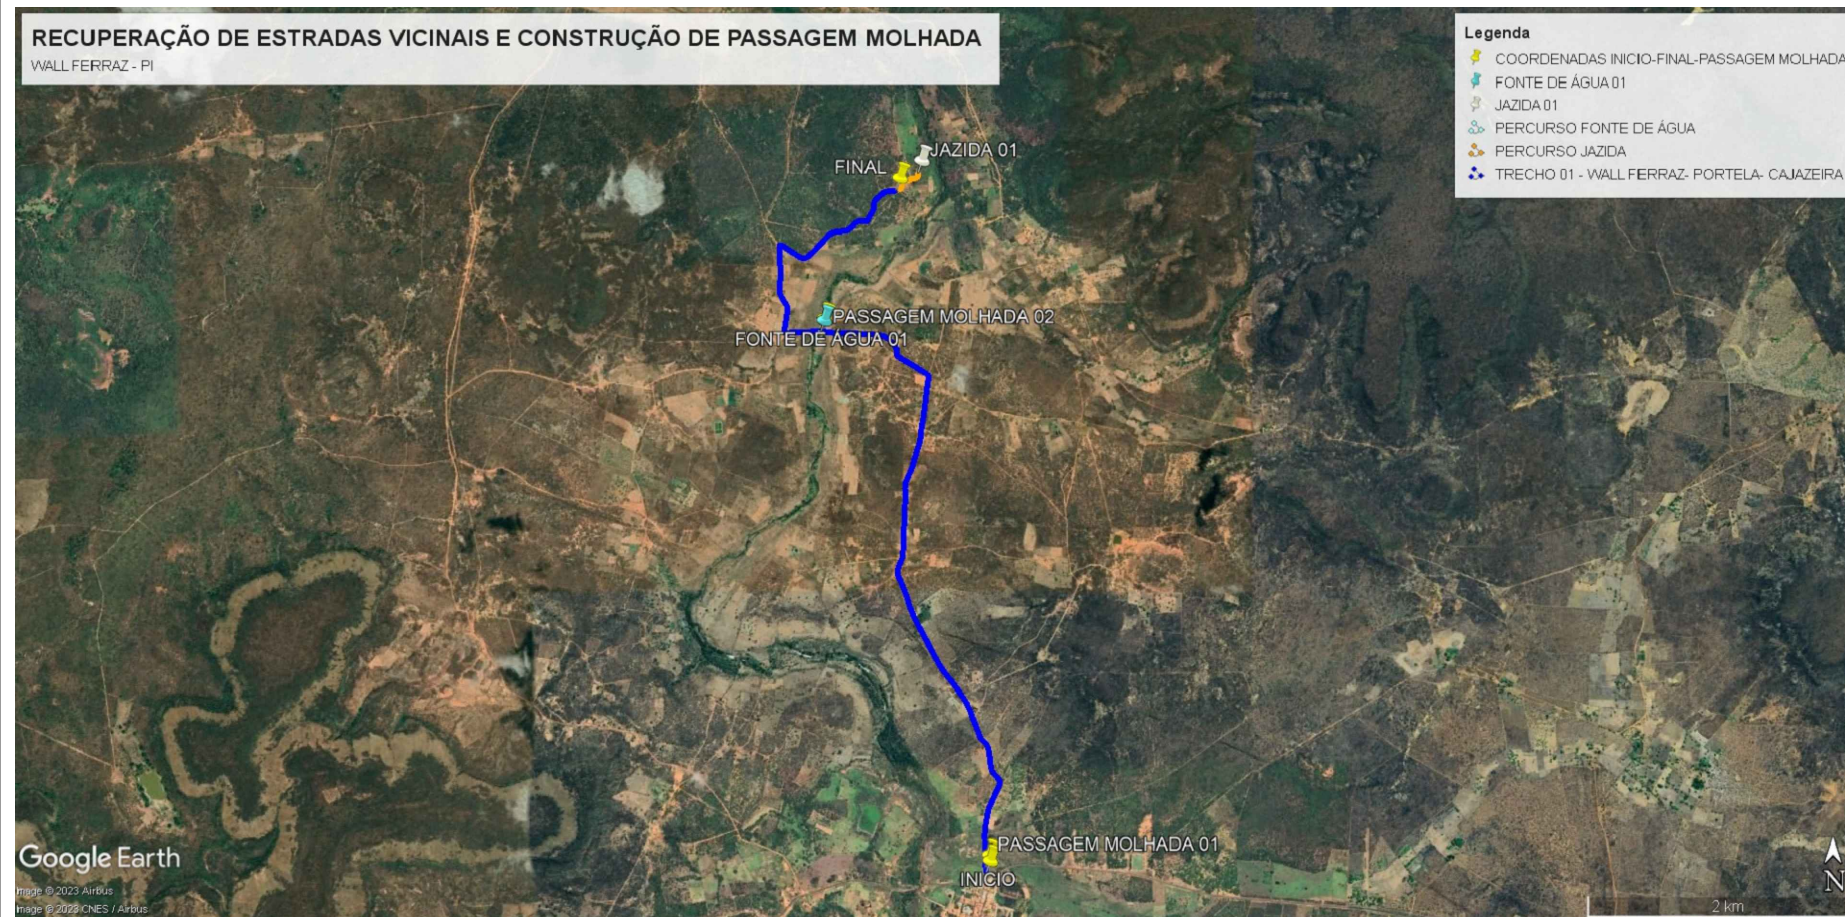 RECUPERAÇÃO DE ESTRADAS VICINAIS E CONSTRUÇÃO DE PASSAGEM MOLHADA
WALL FERRAZ - PI
Legenda
COORDENADAS INICIO-FINAL-PASSAGEM MOLHADA
FONTE DE ÁGUA 01
JAZIDA 01
PERCURSO FONTE DE ÁGUA
PERCURSO JAZIDA
TRECHO 01 - WALL FERRAZ- PORTELA- CAJAZEIRA
JAZIDA 01
FINAL
PASSAGEM MOLHADA 02
FONTE DE ÁGUA 01
PASSAGEM MOLHADA 01
INICIO
Google Earth
Image © 2023 Airbus
Image © 2023 CNES / Airbus
N
2 km